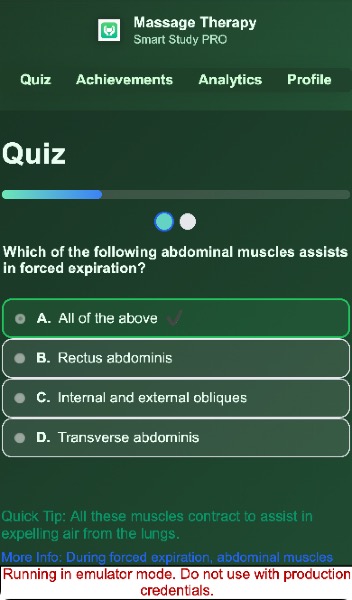 Massage Therapy
Smart Study PRO
Quiz Achievements Analytics Profile
Quiz
Which of the following abdominal muscles assists
in forced expiration?
A. All of the above
B. Rectus abdominis
C. Internal and external obliques
D. Transverse abdominis
Quick Tip: All these muscles contract to assist in
expelling air from the lungs.
More Info: During forced expiration, abdominal muscles
Running in emulator mode. Do not use with production
credentials.